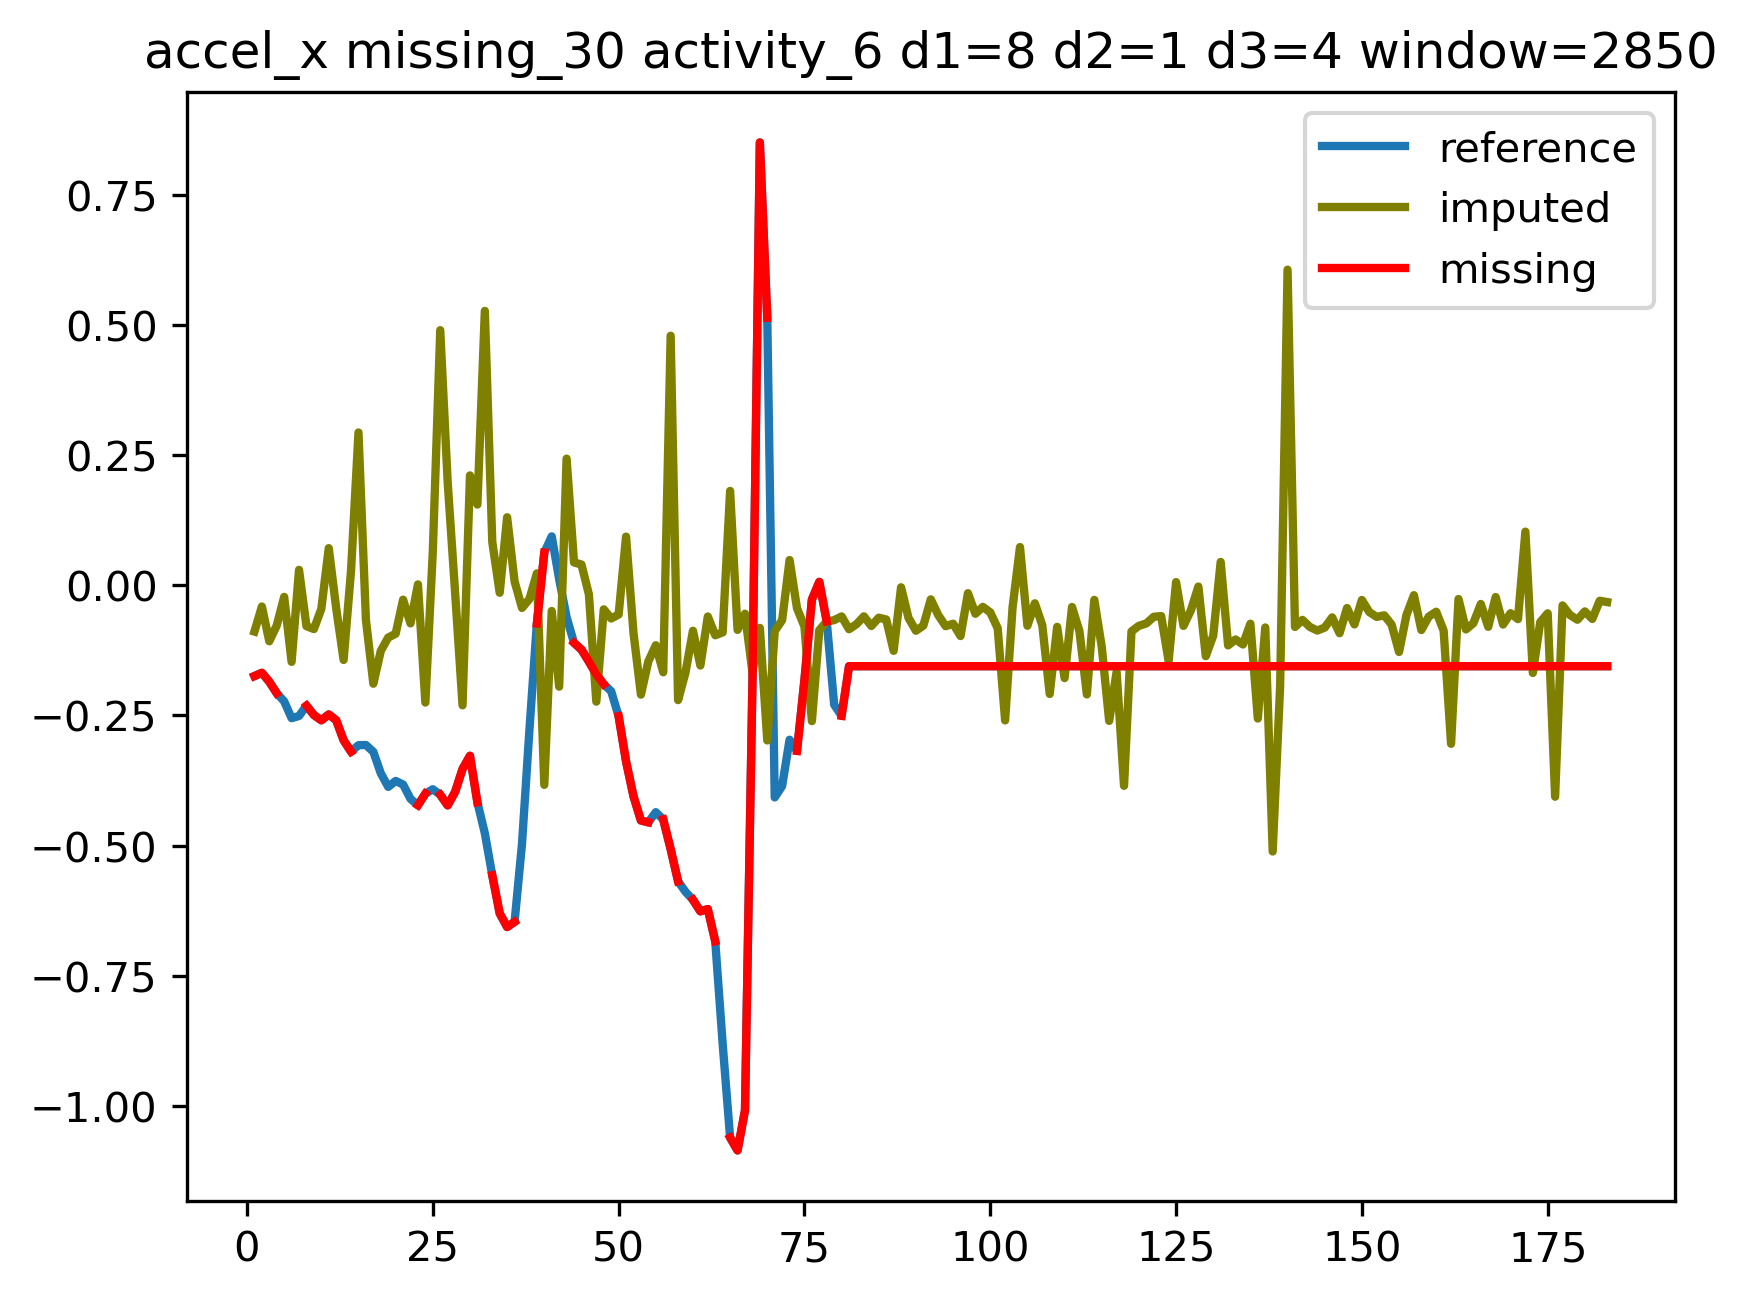 accel_x missing_30 activity_6 d1=8 d2=1 d3=4 window=2850
reference
imputed
missing
0.75
0.50
0.25
0.00
−0.25
−0.50
−0.75
−1.00
0 25 50 75 100 125 150 175